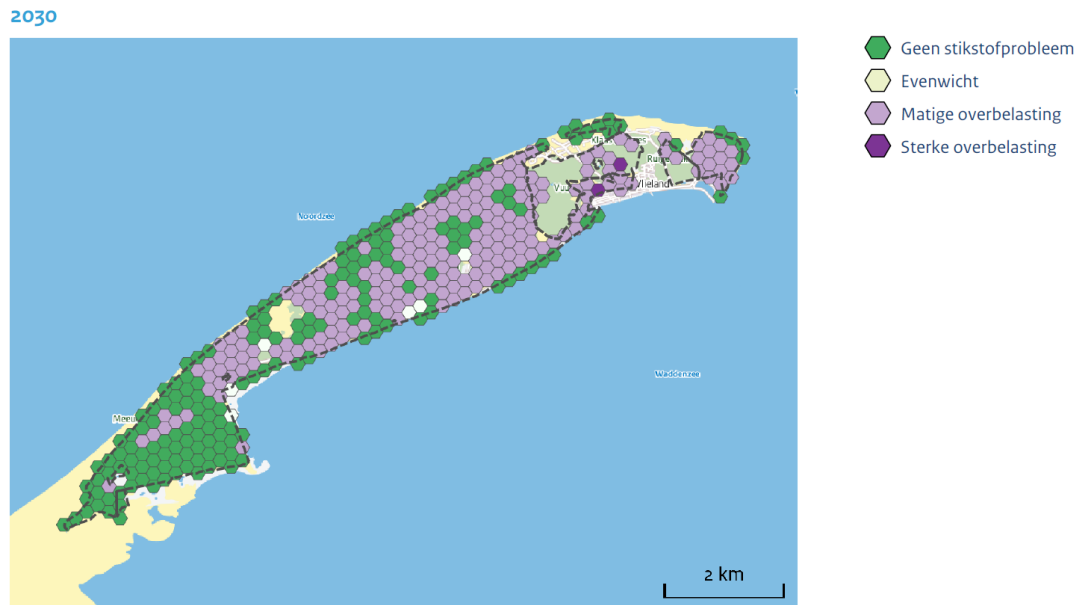 2030
Geen stikstofprobleem
Evenwicht
Matige overbelasting
Sterke overbelasting
Noordzee
Vlieland
Waddenzee
2 km